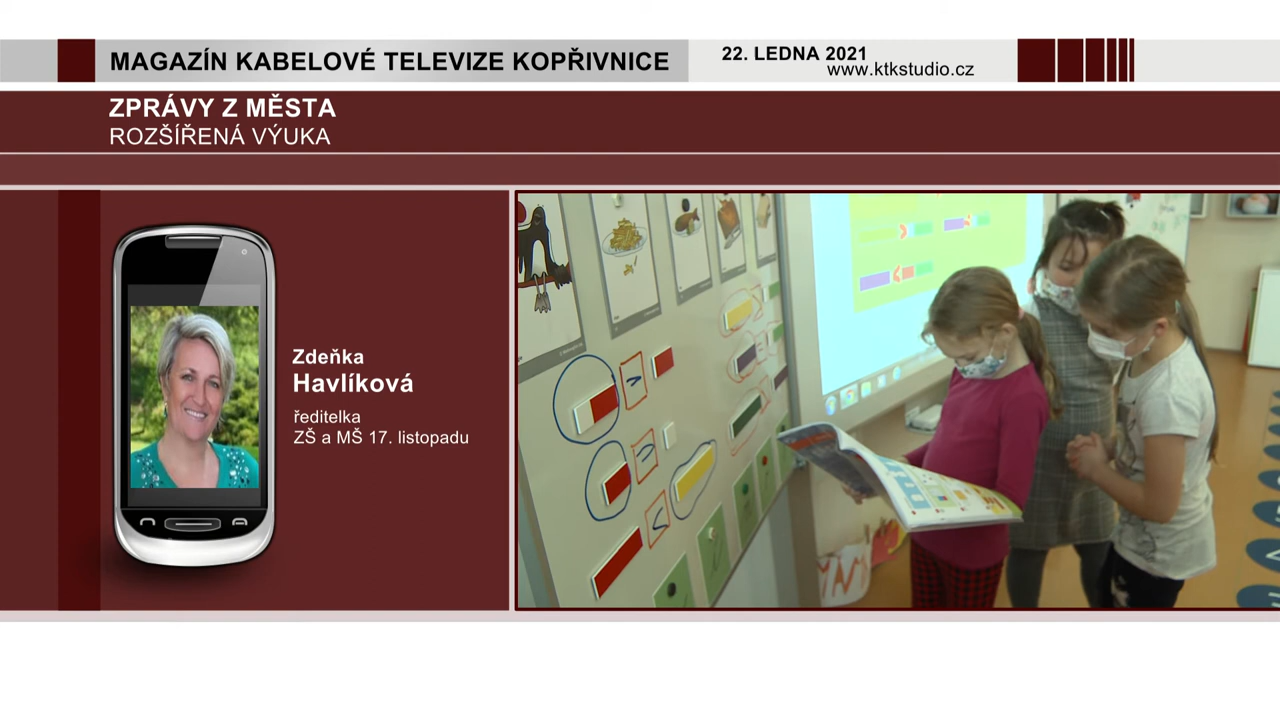 MAGAZÍN KABELOVÉ TELEVIZE KOPŘIVNICE
22. LEDNA 2021
www.ktkstudio.cz
ZPRÁVY Z MĚSTA
ROZŠÍŘENÁ VÝUKA
Zdeňka
Havlíková
ředitelka
ZŠ a MŠ 17. listopadu